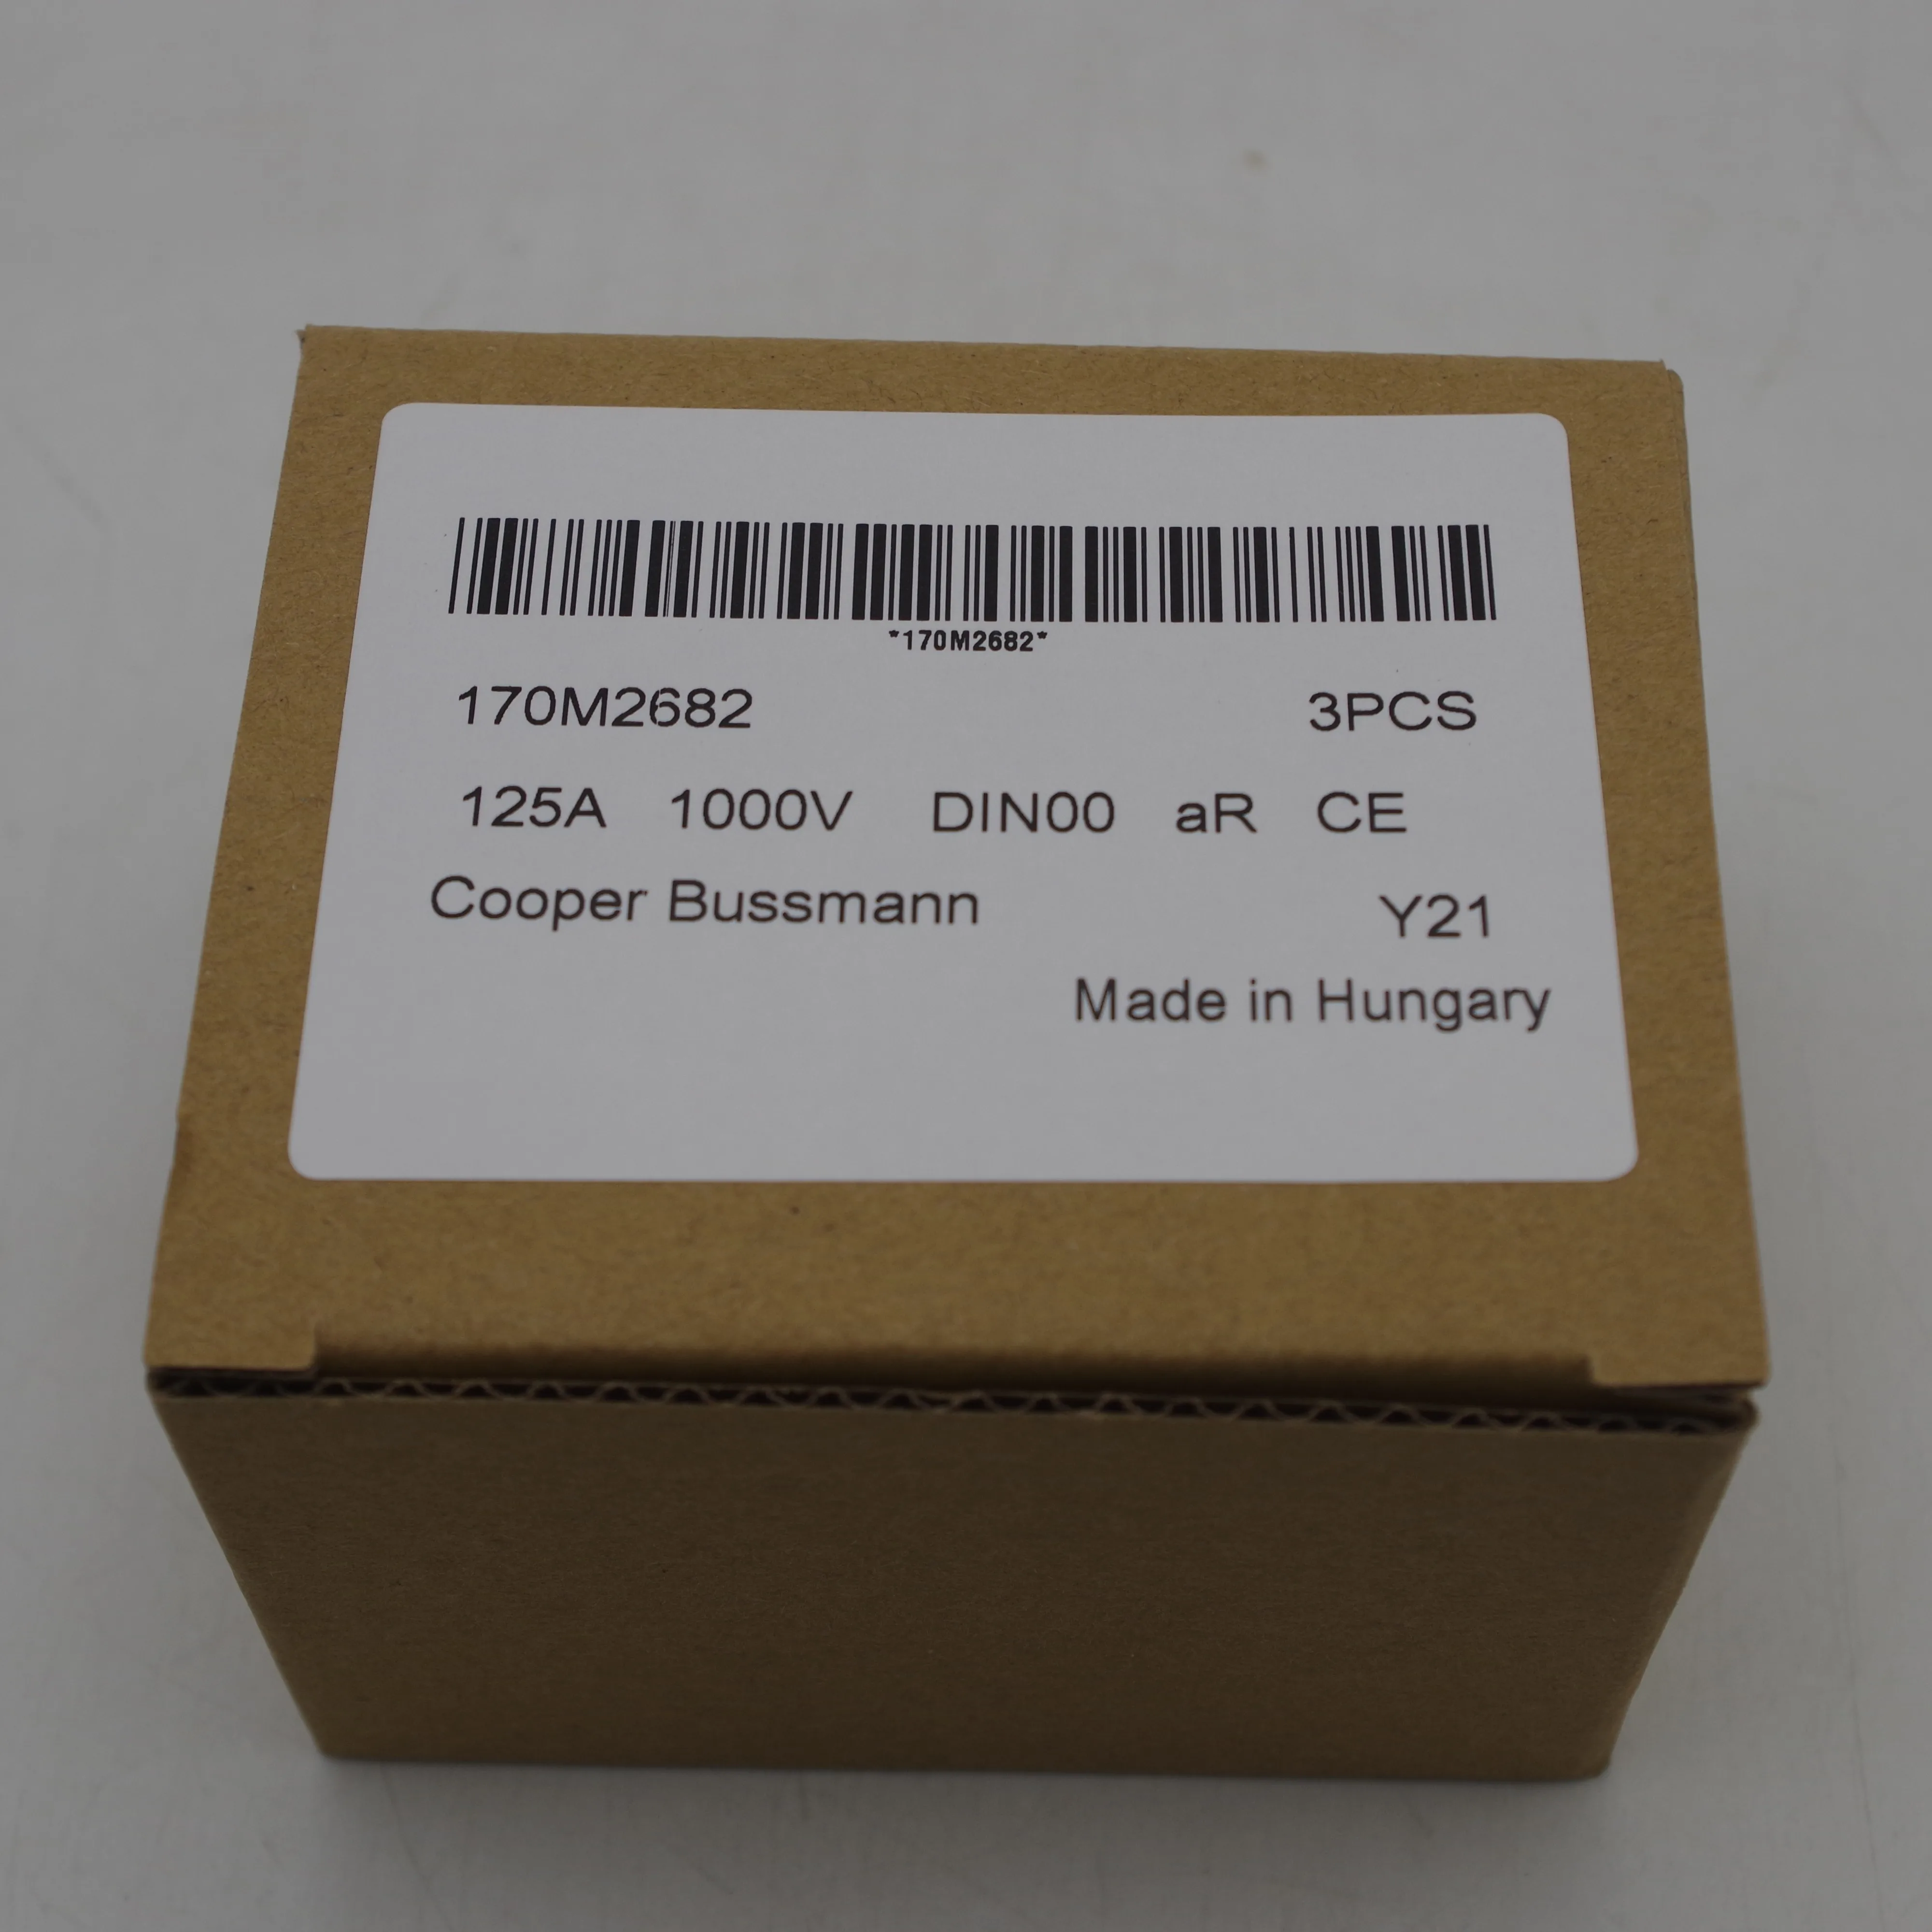 *170M2682*
170M2682 3PCS
125A 1000V DIN00 aR CE
Cooper Bussmann Y21
Made in Hungary